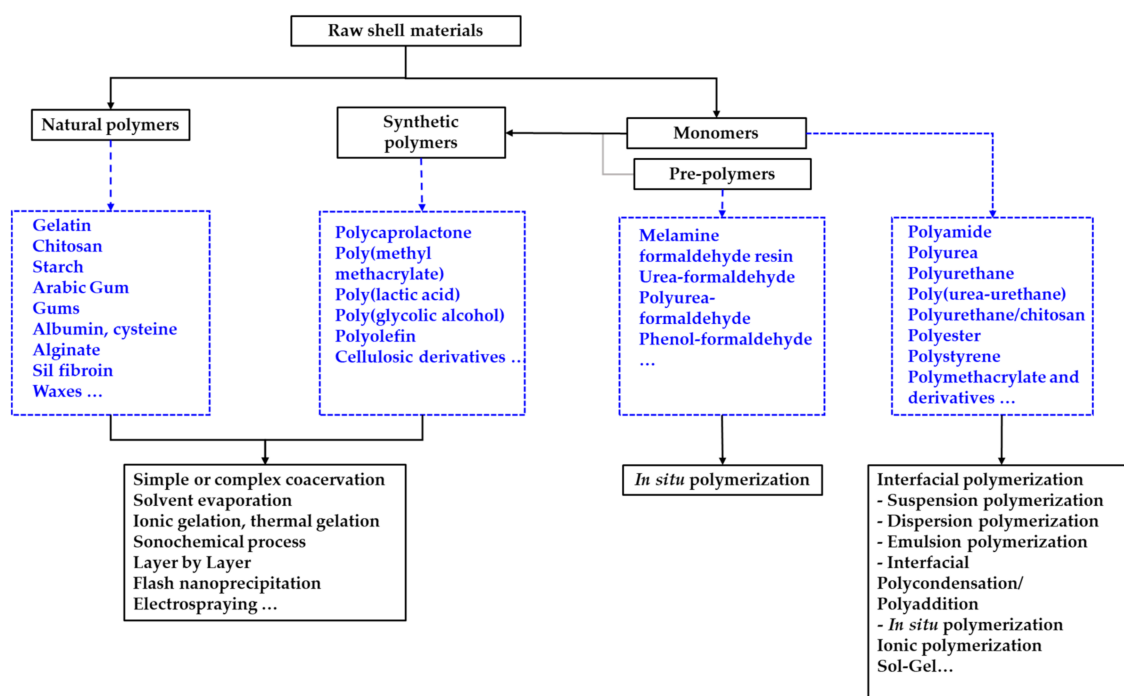 Raw shell materials
Natural polymers
Synthetic
polymers
Monomers
Pre-polymers
Gelatin
Chitosan
Starch
Arabic Gum
Gums
Albumin, cysteine
Alginate
Sil fibroin
Waxes …
Polycaprolactone
Poly(methyl
methacrylate)
Poly(lactic acid)
Poly(glycolic alcohol)
Polyolefin
Cellulosic derivatives …
Melamine
formaldehyde resin
Urea-formaldehyde
Polyurea-
formaldehyde
Phenol-formaldehyde
…
Polyamide
Polyurea
Polyurethane
Poly(urea-urethane)
Polyurethane/chitosan
Polyester
Polystyrene
Polymethacrylate and
derivatives …
Simple or complex coacervation
Solvent evaporation
Ionic gelation, thermal gelation
Sonochemical process
Layer by Layer
Flash nanoprecipitation
Electrospraying …
In situ polymerization
Interfacial polymerization
- Suspension polymerization
- Dispersion polymerization
- Emulsion polymerization
- Interfacial
Polycondensation/
Polyaddition
- In situ polymerization
Ionic polymerization
Sol-Gel…